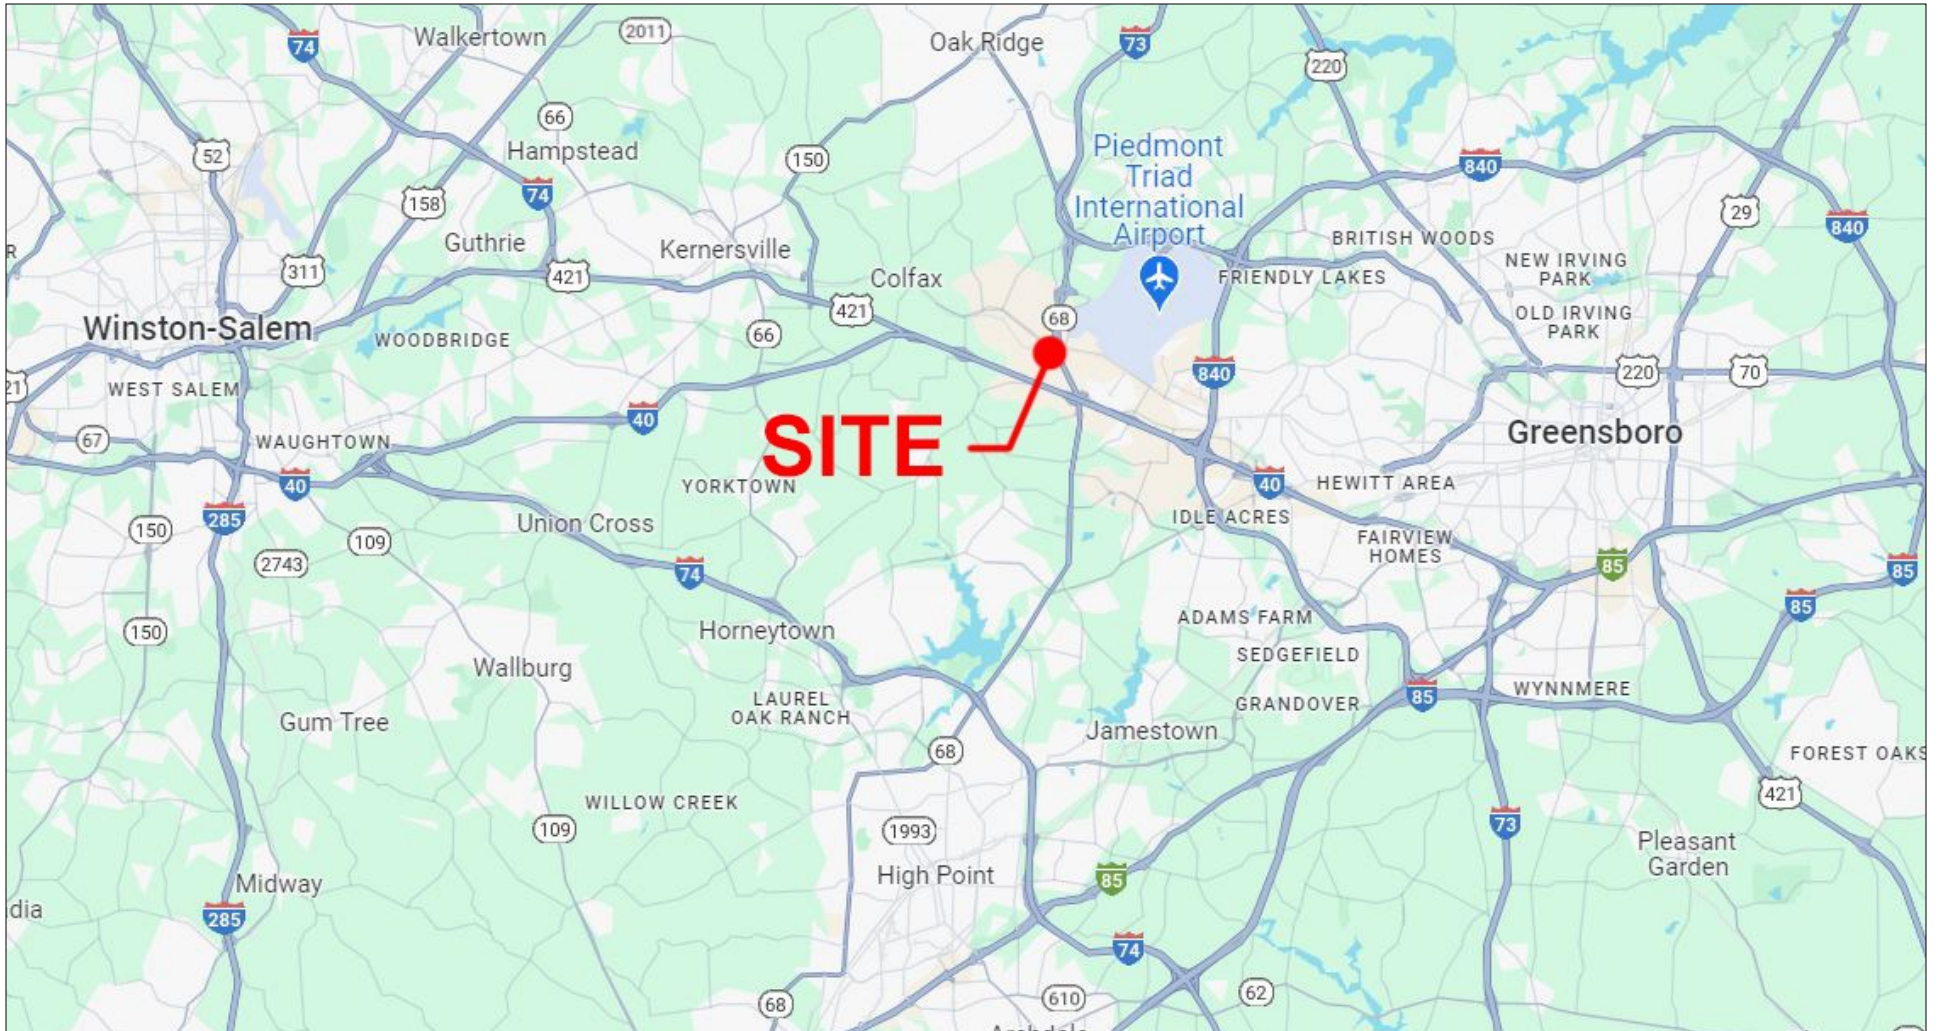 74
Walkertown
2011
Oak Ridge
73
220
66
Hampstead
52
150
Piedmont
Triad
International
Airport
840
74
158
29
840
Guthrie
Kernersville
BRITISH WOODS
R
311
421
Colfax
FRIENDLY LAKES
NEW IRVING
PARK
421
68
OLD IRVING
PARK
Winston-Salem
WOODBRIDGE
66
21
WEST SALEM
840
220
70
40
SITE
67
WAUGHTOWN
Greensboro
40
YORKTOWN
40
HEWITT AREA
285
150
Union Cross
IDLE ACRES
109
FAIRVIEW
HOMES
2743
74
85
85
85
150
Horneytown
ADAMS FARM
Wallburg
SEDGEFIELD
LAUREL
OAK RANCH
GRANDOVER
85
WYNNMERE
Gum Tree
Jamestown
68
FOREST OAKS
421
WILLOW CREEK
109
1993
73
Pleasant
Garden
High Point
85
Midway
dia
285
74
68
610
62